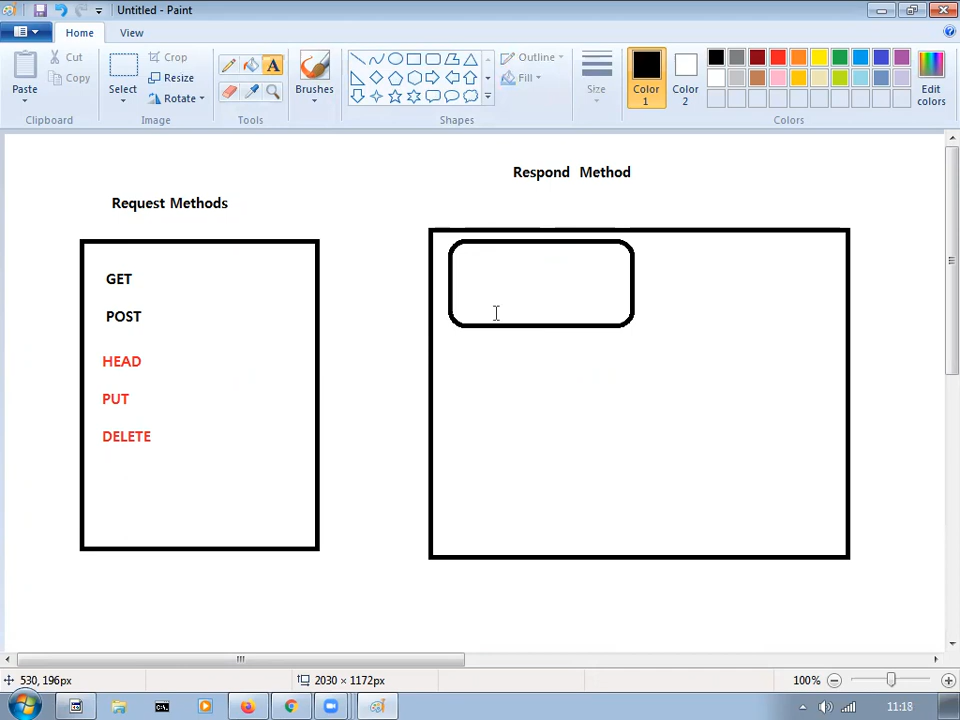 Untitled - Paint
Home
View
Paste
Cut
Copy
Clipboard
Select
Crop
Resize
Rotate
Image
A
Tools
Brushes
Shapes
Outline
Fill
Size
Color 1
Color 2
Edit colors
Colors
Respond Method
Request Methods
GET
POST
HEAD
PUT
DELETE
530, 196px
2030 × 1172px
100%
11:18